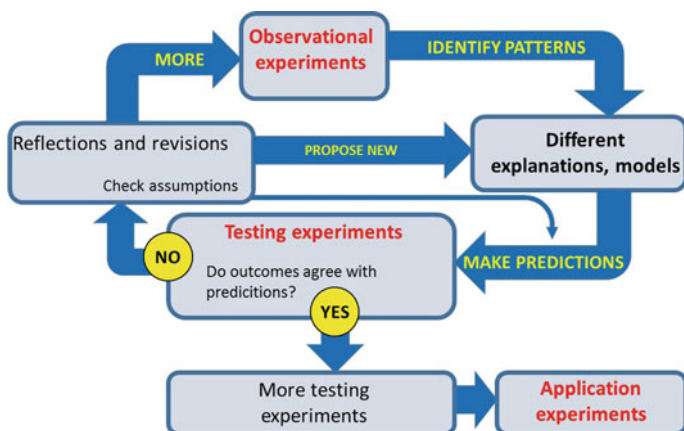 Observational
experiments
MORE
IDENTIFY PATTERNS
Reflections and revisions
Check assumptions
PROPOSE NEW
Different
explanations, models
Testing experiments
NO
Do outcomes agree with
predicitions?
MAKE PREDICTIONS
YES
More testing
experiments
Application
experiments